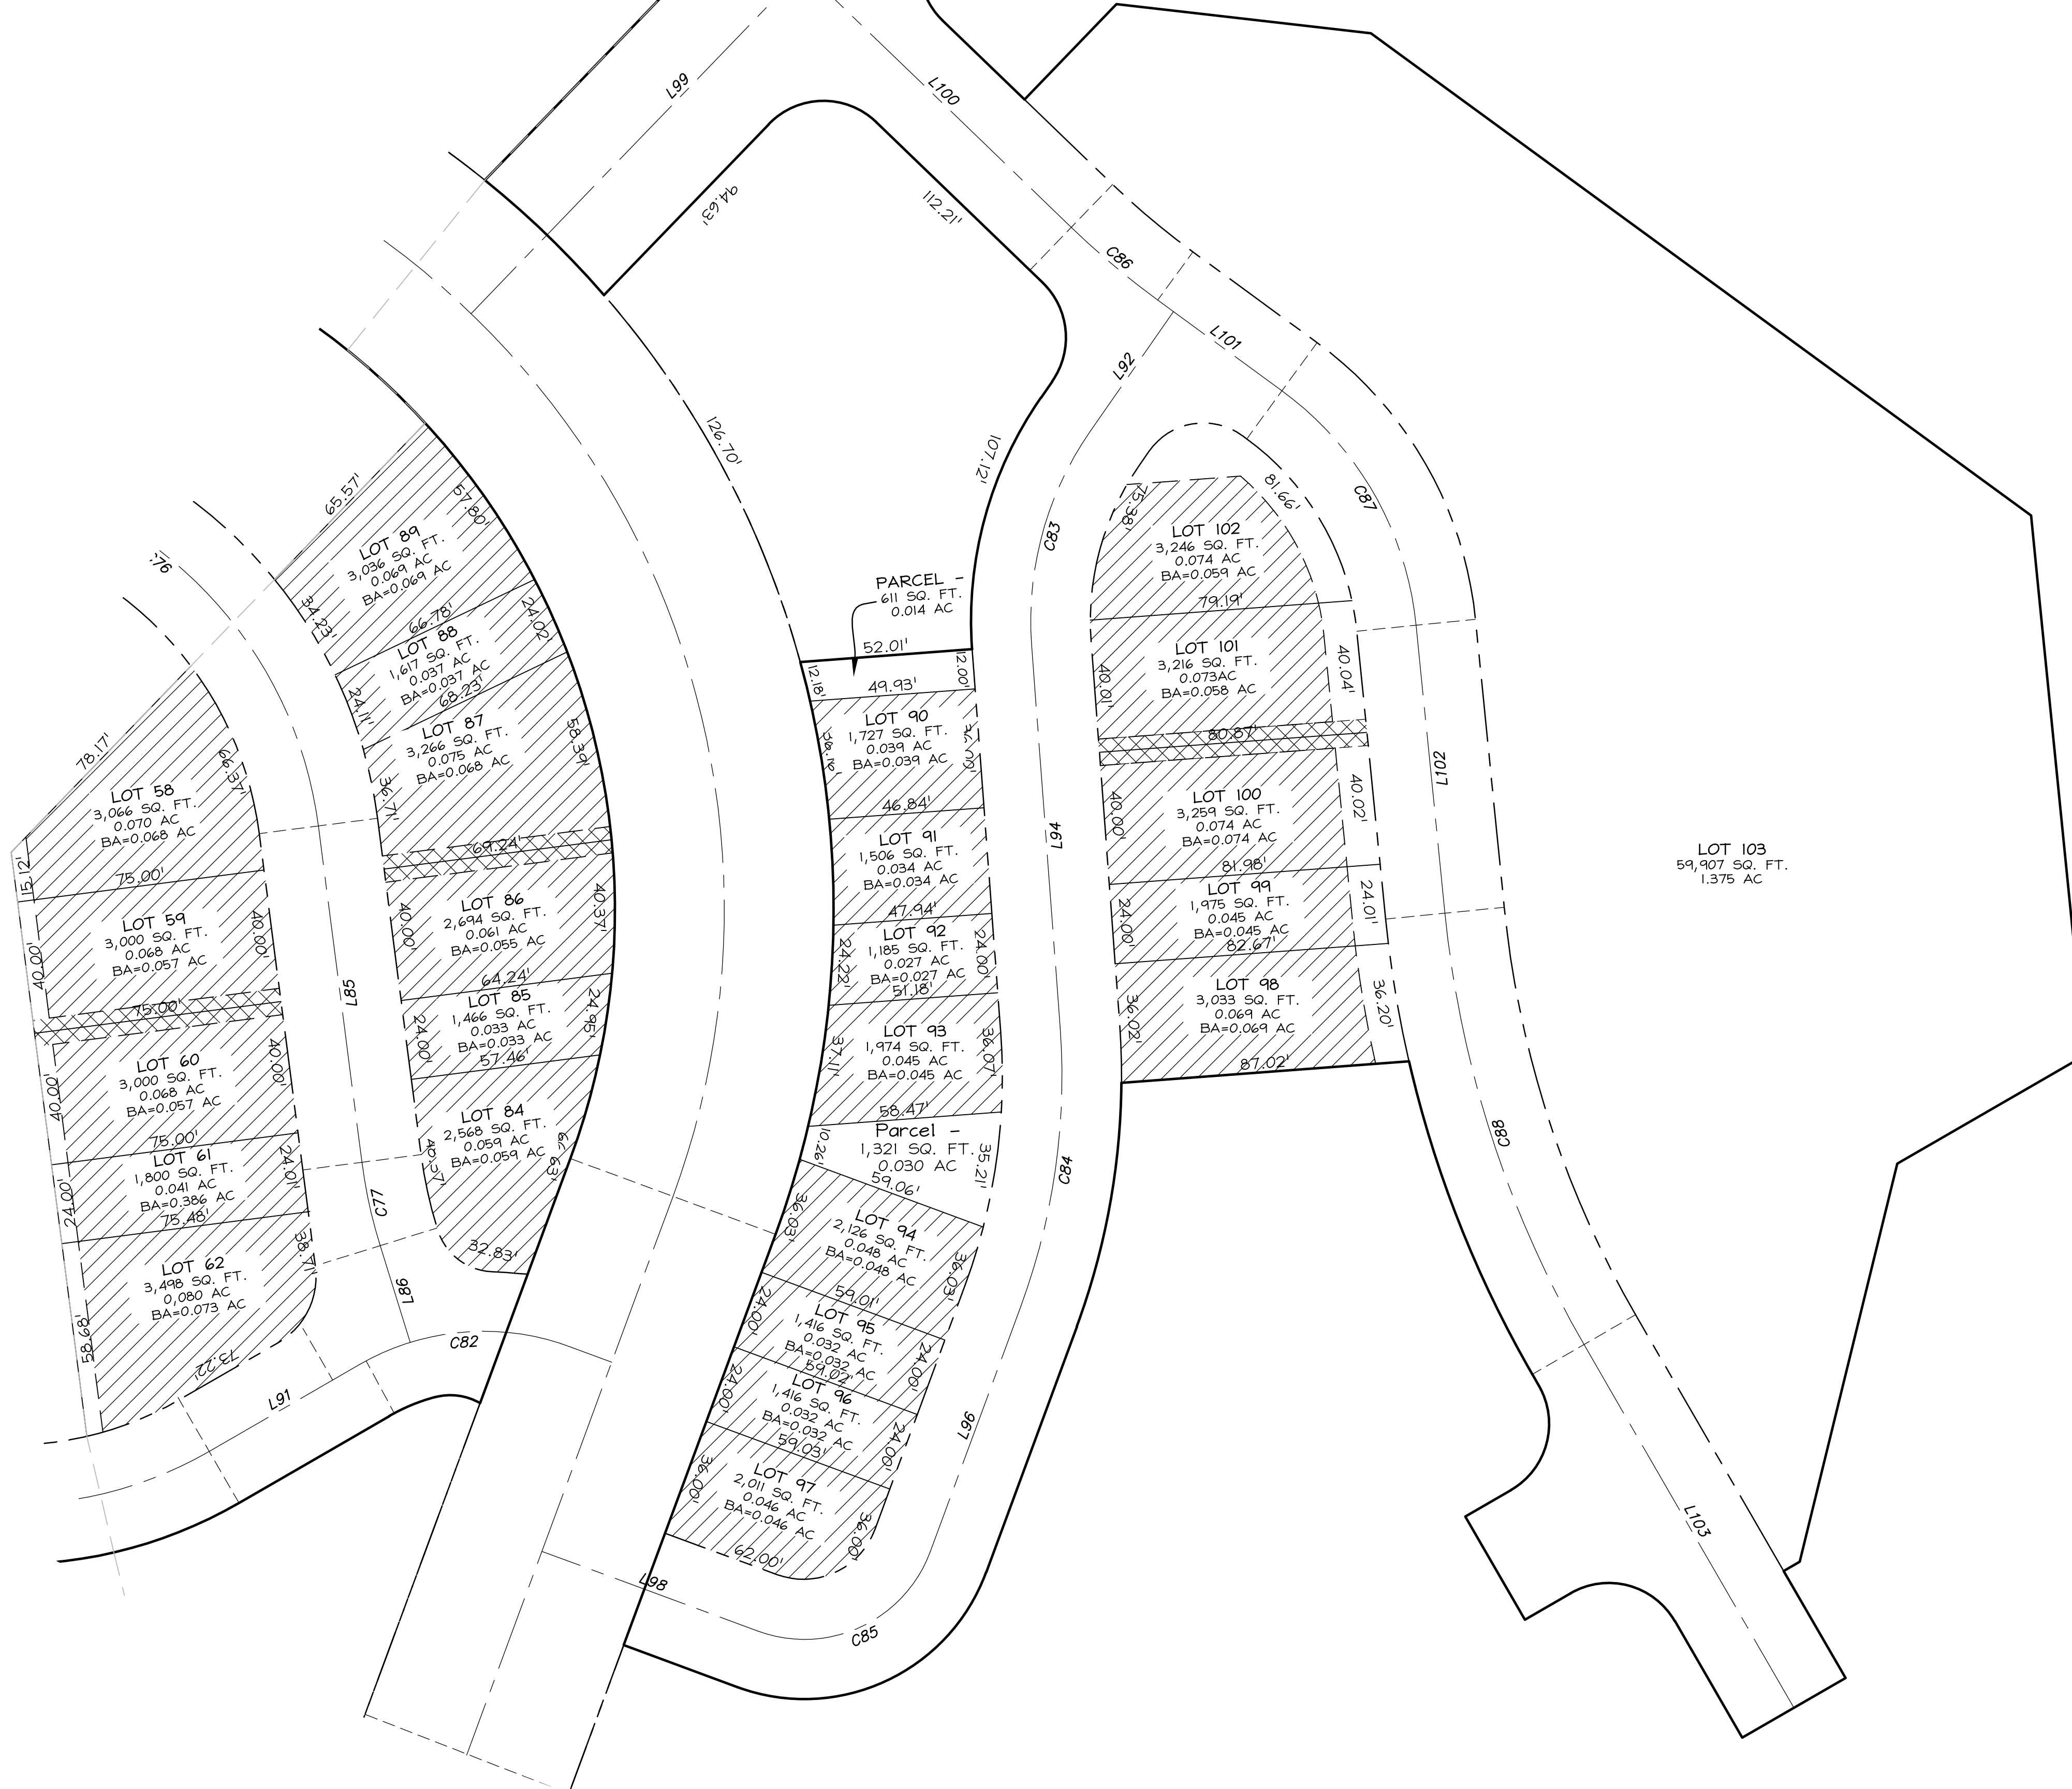 L99
L100
94.63'
112.21'
C86
L101
L92
126.70'
107.12'
C83
C87
65.57'
57.80'
LOT 89
3,036 SQ. FT.
0.069 AC
BA=0.069 AC
34.23'
66.78'
24.02'
LOT 88
1,617 SQ. FT.
0.037 AC
BA=0.037 AC
68.23'
24.11'
LOT 87
3,266 SQ. FT.
0.075 AC
BA=0.068 AC
58.39'
36.71'
69.24'
LOT 86
2,694 SQ. FT.
0.061 AC
BA=0.055 AC
40.00'
40.37'
64.24'
LOT 85
1,466 SQ. FT.
0.033 AC
BA=0.033 AC
24.00'
24.95'
57.46'
LOT 84
2,568 SQ. FT.
0.059 AC
BA=0.059 AC
32.83'
:76
78.17'
66.37'
LOT 58
3,066 SQ. FT.
0.070 AC
BA=0.068 AC
15.12'
75.00'
LOT 59
3,000 SQ. FT.
0.068 AC
BA=0.057 AC
40.00'
40.00'
75.00'
LOT 60
3,000 SQ. FT.
0.068 AC
BA=0.057 AC
40.00'
40.00'
75.00'
LOT 61
1,800 SQ. FT.
0.041 AC
BA=0.386 AC
24.00'
24.01'
75.48'
LOT 62
3,498 SQ. FT.
0,080 AC
BA=0.073 AC
58.68'
38.71'
73.22'
L85
C77
L86
C82
L91
PARCEL -
611 SQ. FT.
0.014 AC
52.01'
12.18'
12.00'
49.93'
LOT 90
1,727 SQ. FT.
0.039 AC
BA=0.039 AC
36.16
46.84'
LOT 91
1,506 SQ. FT.
0.034 AC
BA=0.034 AC
47.94'
LOT 92
1,185 SQ. FT.
0.027 AC
BA=0.027 AC
24.22'
24.00'
51.18'
LOT 93
1,974 SQ. FT.
0.045 AC
BA=0.045 AC
37.11'
36.07'
58.47'
Parcel -
1,321 SQ. FT.
0.030 AC
10.26'
35.21'
59.06'
LOT 94
2,126 SQ. FT.
0.048 AC
BA=0.048 AC
36.03'
36.03'
59.01'
LOT 95
1,416 SQ. FT.
0.032 AC
BA=0.032 AC
24.00'
24.00'
59.02'
LOT 96
1,416 SQ. FT.
0.032 AC
BA=0.032 AC
24.00'
24.00'
59.03'
LOT 97
2,011 SQ. FT.
0.046 AC
BA=0.046 AC
36.00'
36.00'
62.00'
L98
C85
L96
C84
L94
75.38'
81.66'
LOT 102
3,246 SQ. FT.
0.074 AC
BA=0.059 AC
79.19'
LOT 101
3,216 SQ. FT.
0.073AC
BA=0.058 AC
40.01'
40.04'
80.87'
LOT 100
3,259 SQ. FT.
0.074 AC
BA=0.074 AC
40.00'
40.02'
81.98'
LOT 99
1,975 SQ. FT.
0.045 AC
BA=0.045 AC
24.00'
24.01'
82.67'
LOT 98
3,033 SQ. FT.
0.069 AC
BA=0.069 AC
36.02'
36.20'
87.02'
L102
C88
L103
LOT 103
59,907 SQ. FT.
1.375 AC